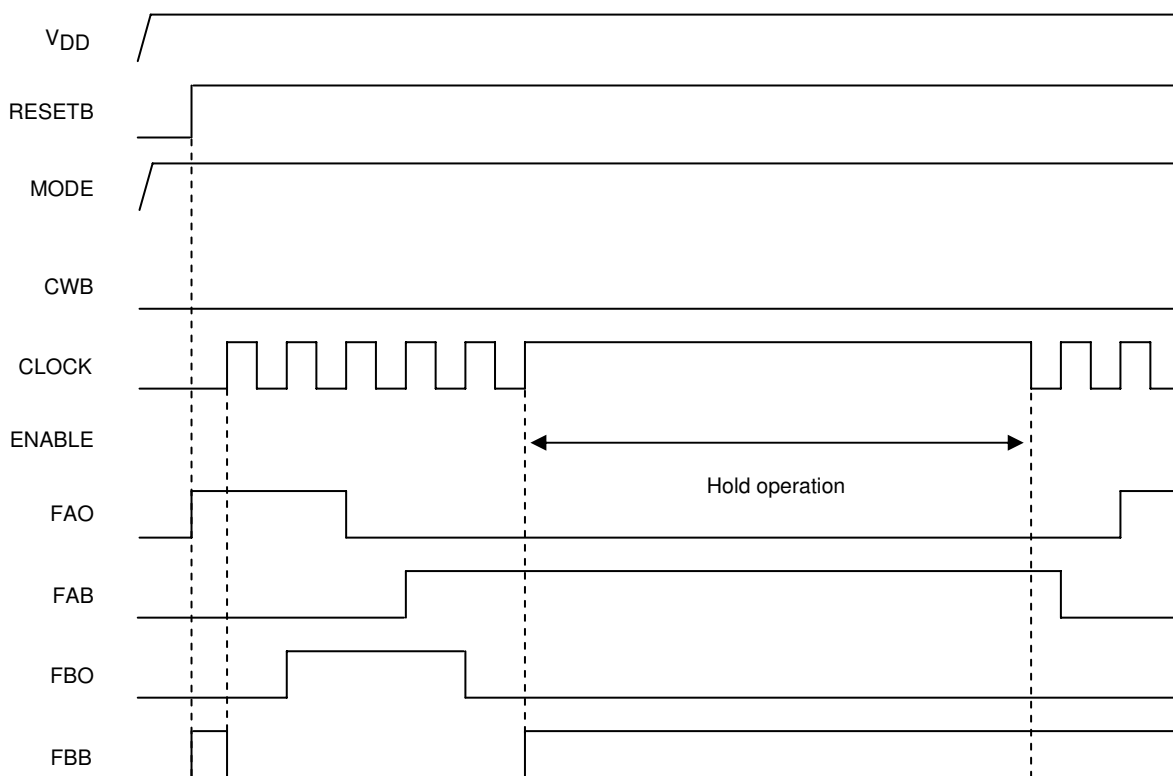 VDD
RESETB
MODE
CWB
CLOCK
ENABLE
Hold operation
FAO
FAB
FBO
FBB